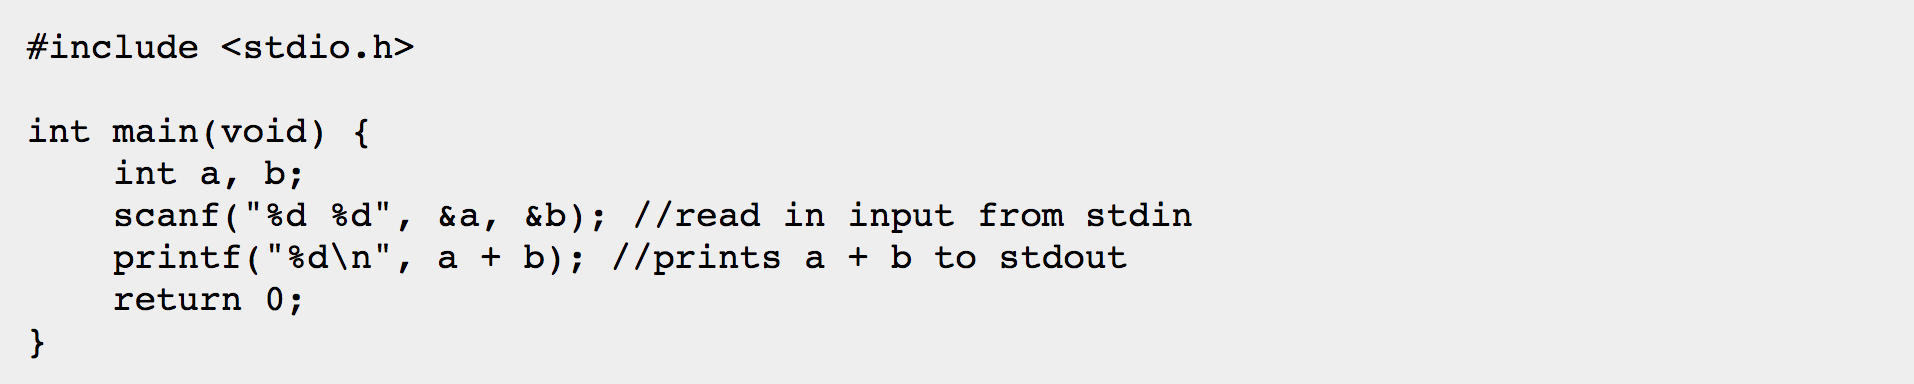 #include <stdio.h>

int main(void) {
    int a, b;
    scanf("%d %d", &a, &b); //read in input from stdin
    printf("%d\n", a + b); //prints a + b to stdout
    return 0;
}